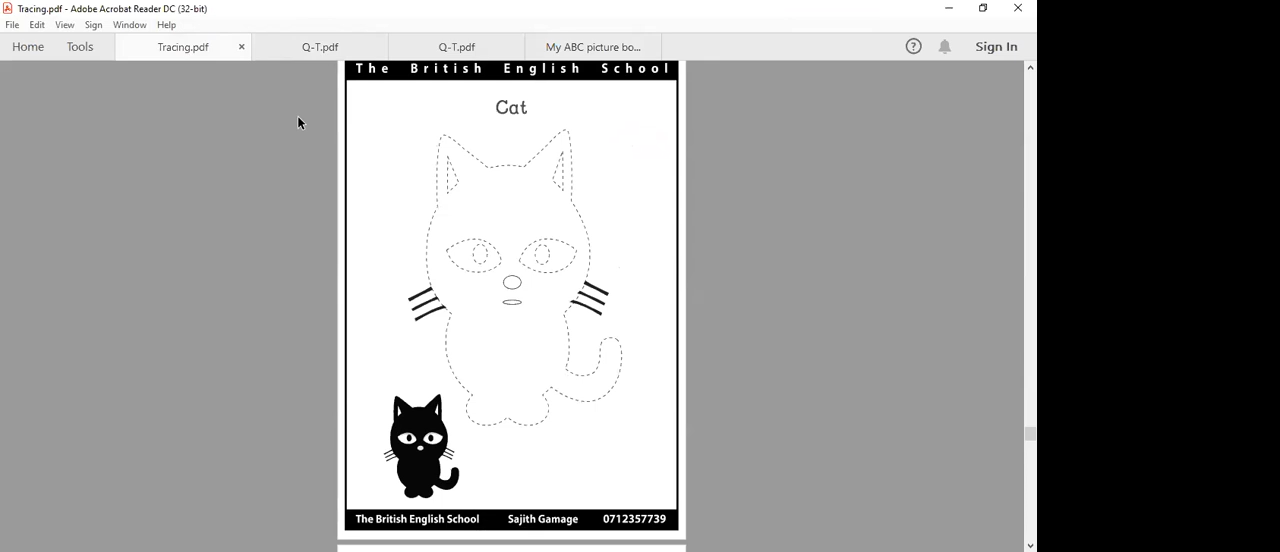 Tracing.pdf - Adobe Acrobat Reader DC (32-bit)
File Edit View Sign Window Help
Home Tools Tracing.pdf × Q-T.pdf Q-T.pdf My ABC picture bo... ? Sign In
The British English School
Cat
The British English School Sajith Gamage 0712357739